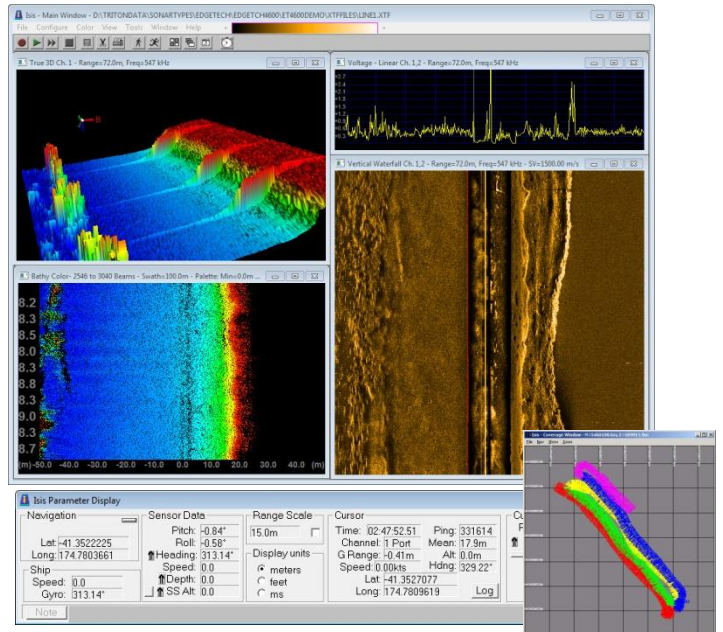 Isis - Main Window - D:\TRITONDATA\SONARTYPES\EDGETECH\EDGETCH4600\ET4600DEMO\XTFFILES\LINE1.XTF
File Configure Color View Tools Window Help
True 3D Ch. 1 - Range=72.0m, Freq=547 kHz
Voltage - Linear Ch. 1,2 - Range=72.0m, Freq=547 kHz
Vertical Waterfall Ch. 1,2 - Range=72.0m, Freq=547 kHz - SV=1500.00 m/s
Bathy Color- 2546 to 3040 Beams - Swath=100.0m - Palette: Min=0.0m ...
8.2
8.3
8.5
8.0
8.3
8.8
8.3
9.0
8.3
8.7
(m) -50.0 -40.0 -30.0 -20.0 -10.0 0.0 10.0 20.0 30.0 40.0 (m)
Isis Parameter Display
Navigation
Lat: -41.3522225
Long: 174.7803661
Ship
Speed: 0.0
Gyro: 313.14°
Note
Sensor Data
Pitch: -0.84°
Roll: -0.58°
Heading: 313.14°
Speed: 0.0
Depth: 0.0
SS Alt: 0.0
Range Scale
15.0m
Display units
meters
feet
ms
Cursor
Time: 02:47:52.51 Ping: 331614
Channel: 1 Port Mean: 17.9m
G Range: -0.41m Alt: 0.0m
Speed: 0.00kts Hdng: 329.22°
Lat: -41.3527077
Long: 174.7809619 Log